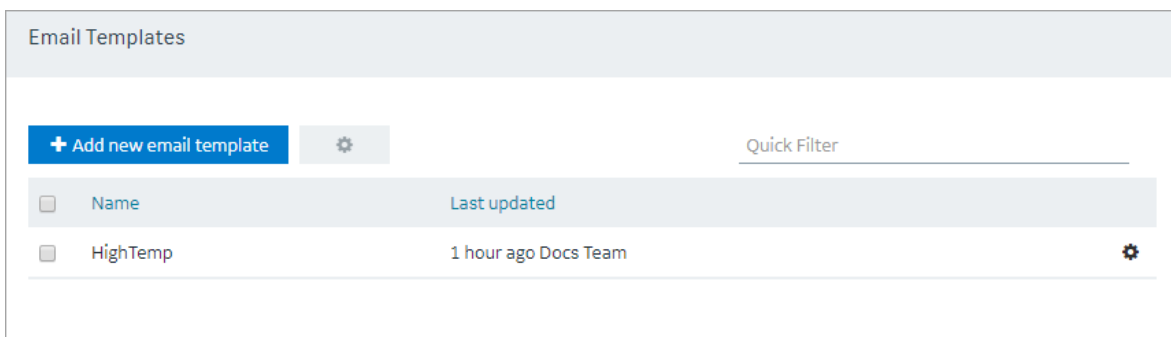 Email Templates
Add new email template
Quick Filter
Name Last updated
HighTemp 1 hour ago Docs Team